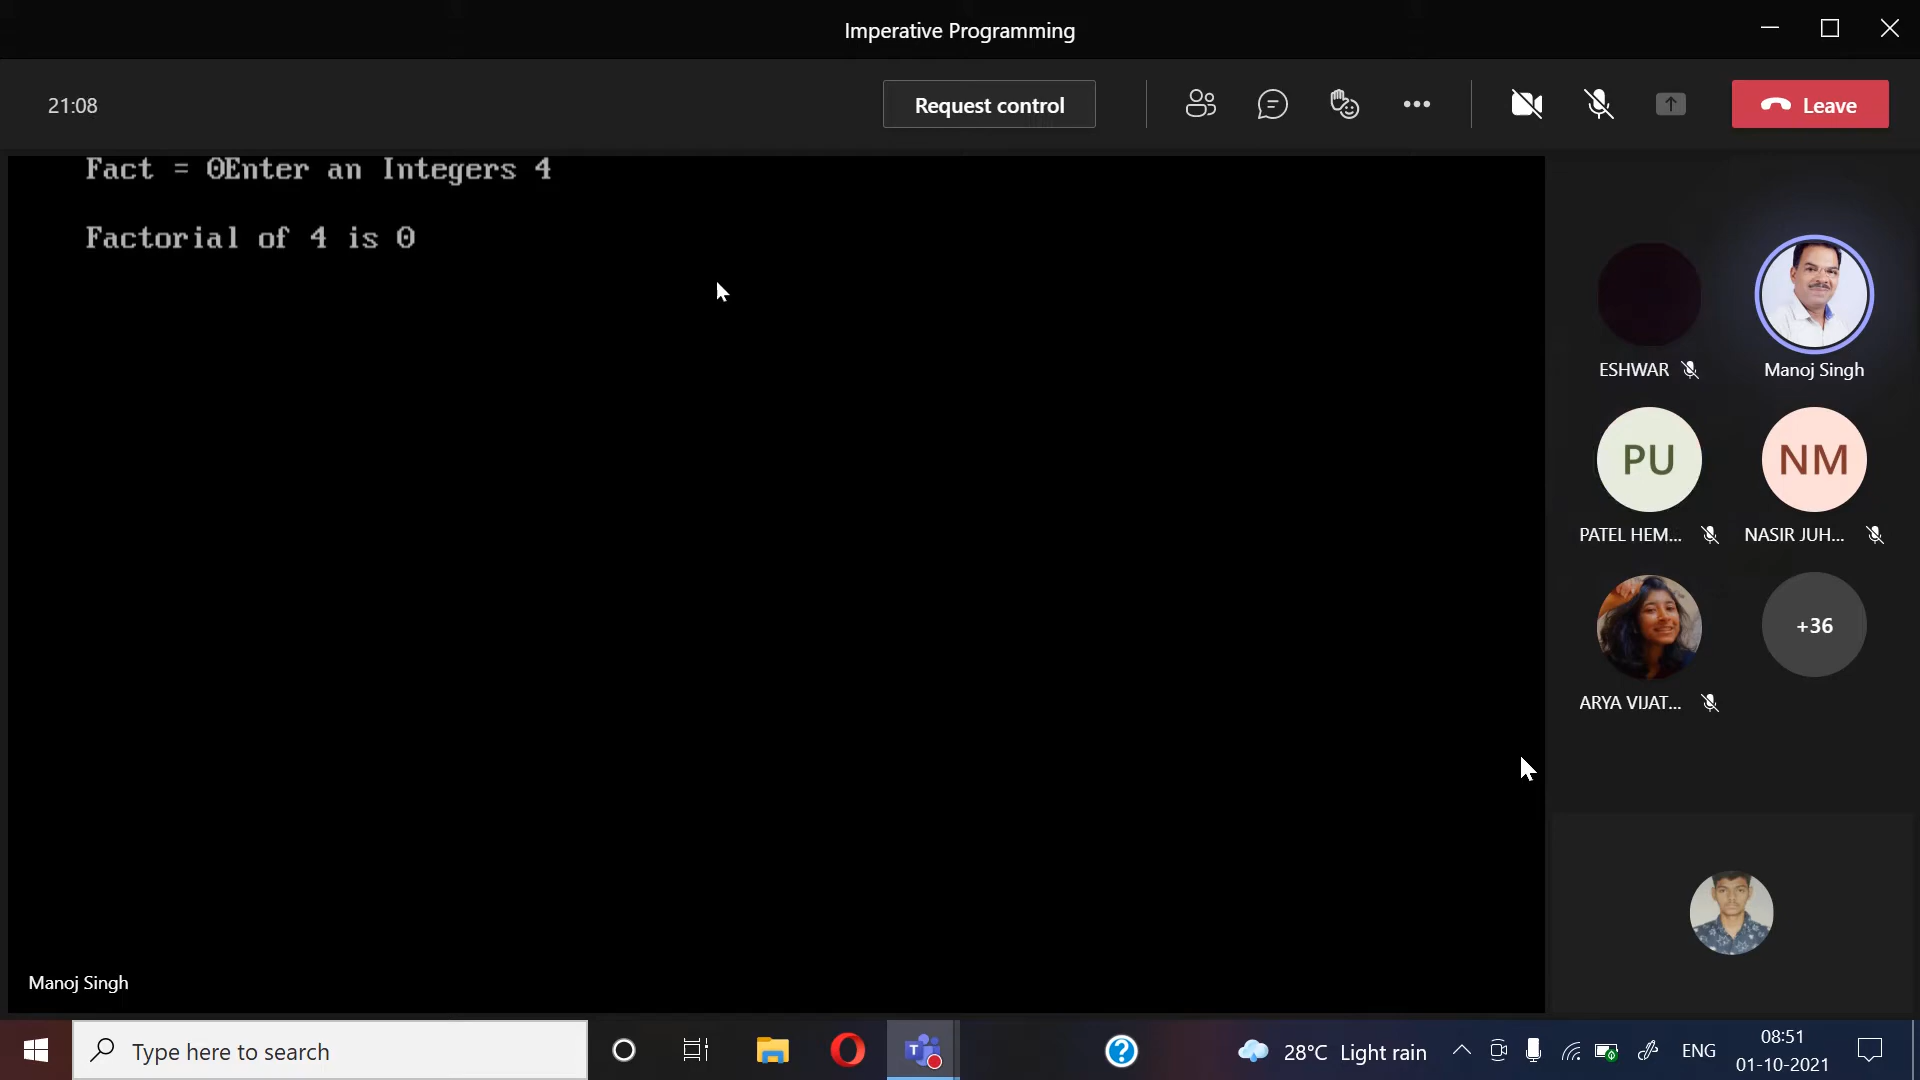 Imperative Programming
21:08
Request control
Leave
Fact = 0Enter an Integers 4
Factorial of 4 is 0
ESHWAR
Manoj Singh
PU
NM
PATEL HEM...
NASIR JUH...
+36
ARYA VIJAT...
Manoj Singh
Type here to search
T
?
28°C Light rain
ENG
08:51
01-10-2021